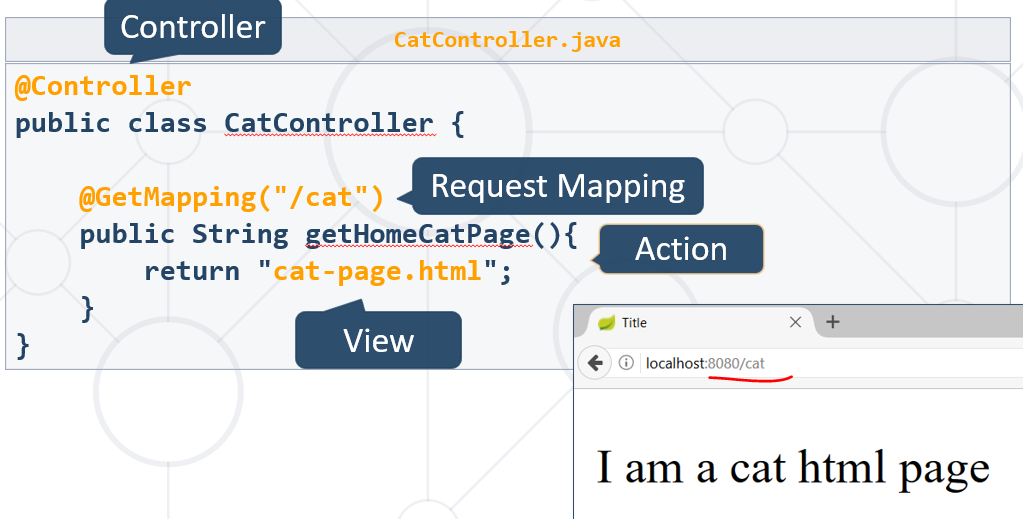 Controller
CatController.java
@Controller
public class CatController {
@GetMapping("/cat")
Request Mapping
public String getHomeCatPage(){
Action
return "cat-page.html";
}
View
}
Title
localhost:8080/cat
I am a cat html page